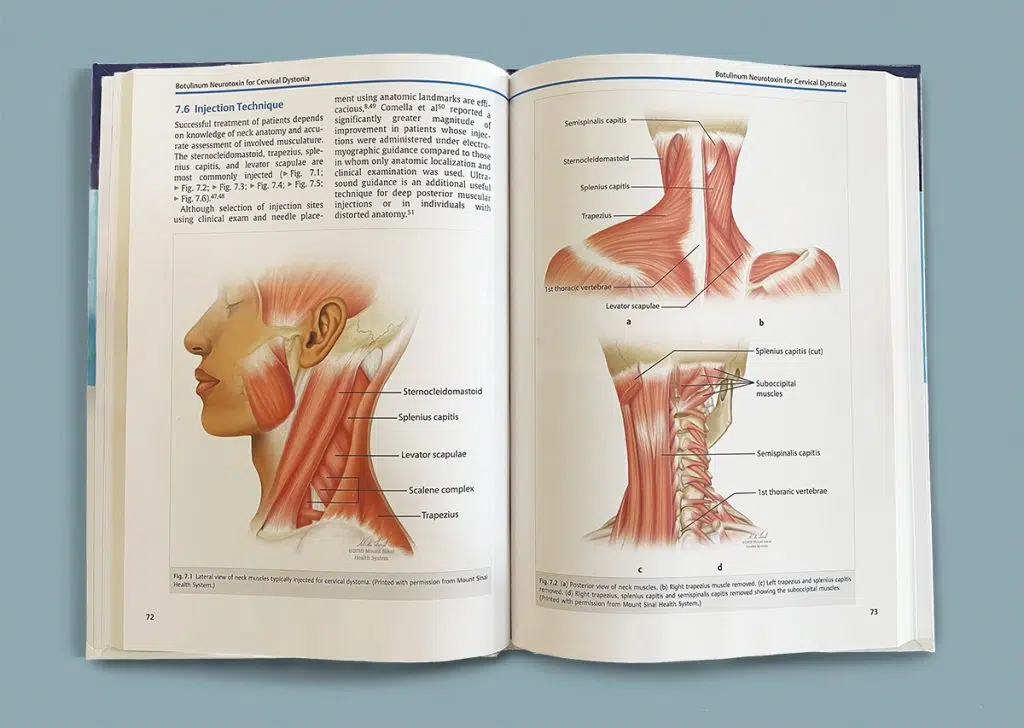 Botulinum Neurotoxin for Cervical Dystonia
7.6 Injection Technique
Successful treatment of patients depends
on knowledge of neck anatomy and accu-
rate assessment of involved musculature.
The sternocleidomastoid, trapezius, sple-
nius capitis, and levator scapulae are
most commonly injected (▶ Fig. 7.1;
▶ Fig. 7.2; ▶ Fig. 7.3; ▶ Fig. 7.4; ▶ Fig. 7.5;
▶ Fig. 7.6).47,48
Although selection of injection sites
using clinical exam and needle place-
ment using anatomic landmarks are effi-
cacious,8,49 Comella et al50 reported a
significantly greater magnitude of
improvement in patients whose injec-
tions were administered under electro-
myographic guidance compared to those
in whom only anatomic localization and
clinical examination was used. Ultra-
sound guidance is an additional useful
technique for deep posterior muscular
injections or in individuals with
distorted anatomy.51
Sternocleidomastoid
Splenius capitis
Levator scapulae
Scalene complex
Trapezius
©2010 Mount Sinai
Health System
Fig. 7.1 Lateral view of neck muscles typically injected for cervical dystonia. (Printed with permission from Mount Sinai
Health System.)
72
Botulinum Neurotoxin for Cervical Dystonia
Semispinalis capitis
Sternocleidomastoid
Splenius capitis
Trapezius
1st thoracic vertebrae
Levator scapulae
a
b
Splenius capitis (cut)
Suboccipital
muscles
Semispinalis capitis
1st thoraric vertebrae
Health System
c
d
Fig. 7.2 (a) Posterior view of neck muscles. (b) Right trapezius muscle removed. (c) Left trapezius and splenius capitis
removed. (d) Right trapezius, splenius capitis and semispinalis capitis removed showing the suboccipital muscles.
(Printed with permission from Mount Sinai Health System.)
73